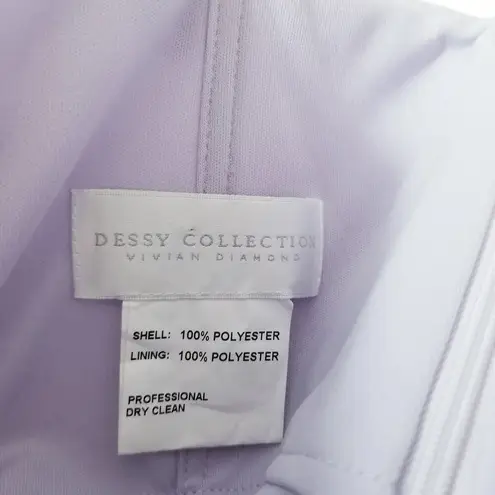 DESSY COLLECTION
VIVIAN DIAMOND
SHELL: 100% POLYESTER
LINING: 100% POLYESTER
PROFESSIONAL
DRY CLEAN